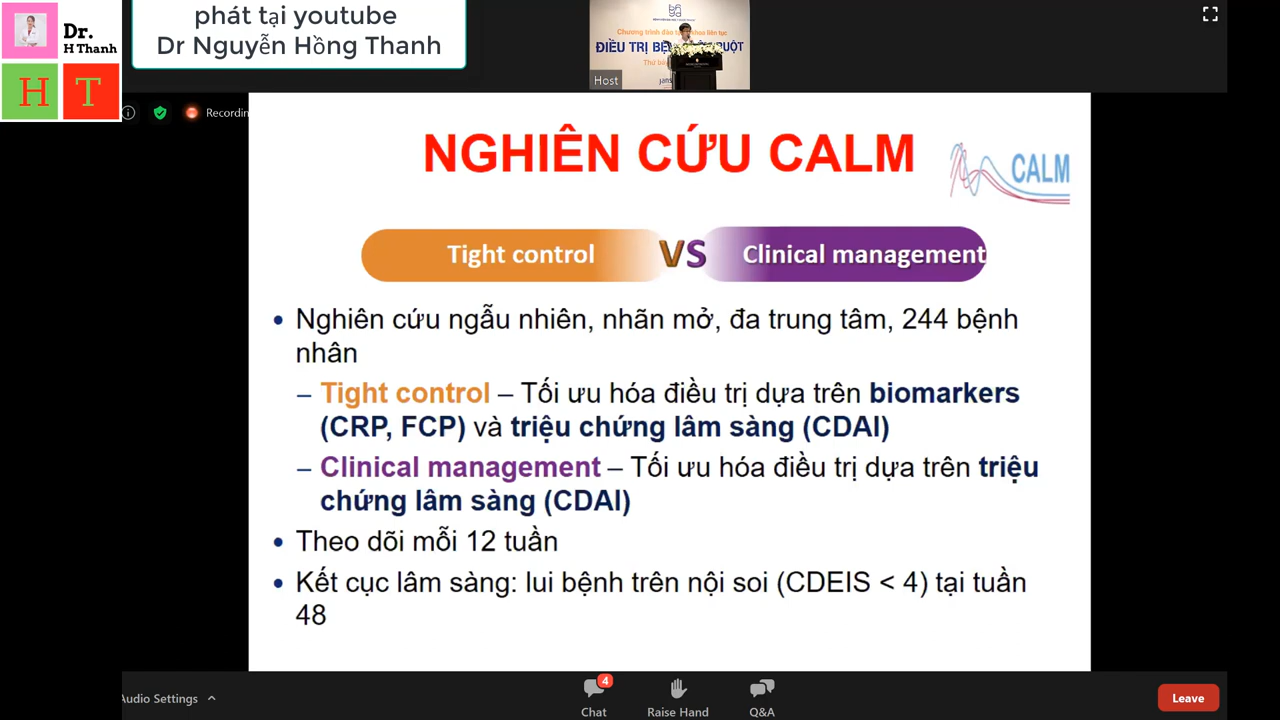 phát tại youtube
Dr Nguyễn Hồng Thanh
Dr.
H Thanh
H T
Chương trình đào tạo khoa liên tục
ĐIỀU TRỊ BỆNH RUỘT
Host
Recordin
NGHIÊN CỨU CALM
CALM
Tight control VS Clinical management
• Nghiên cứu ngẫu nhiên, nhãn mở, đa trung tâm, 244 bệnh
nhân
– Tight control – Tối ưu hóa điều trị dựa trên biomarkers
(CRP, FCP) và triệu chứng lâm sàng (CDAI)
– Clinical management – Tối ưu hóa điều trị dựa trên triệu
chứng lâm sàng (CDAI)
• Theo dõi mỗi 12 tuần
• Kết cục lâm sàng: lui bệnh trên nội soi (CDEIS < 4) tại tuần
48
Audio Settings
4
Chat
Raise Hand
Q&A
Leave